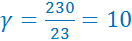 γ = 230/23 = 10